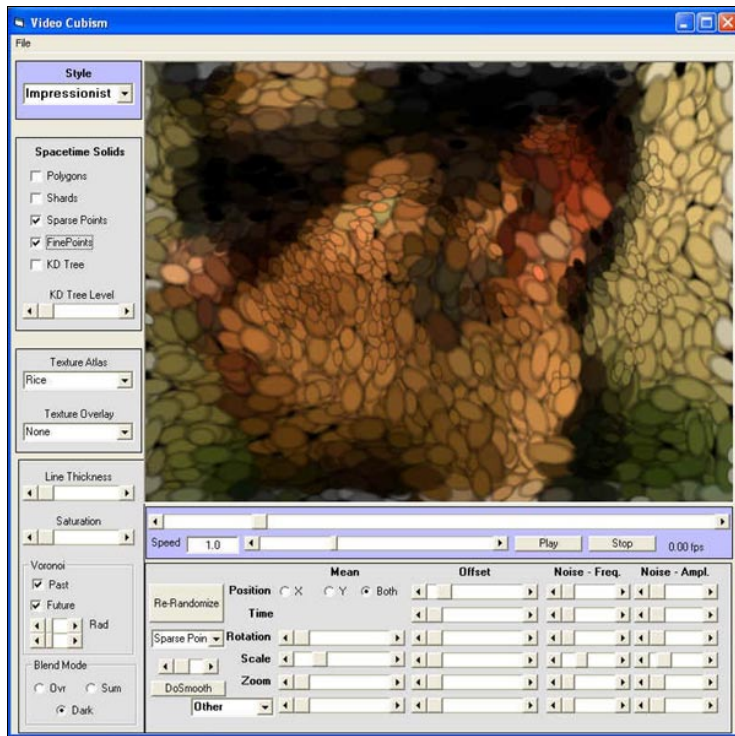 Video Cubism
File
Style
Impressionist
Spacetime Solids
Polygons
Shards
Sparse Points
FinePoints
KD Tree
KD Tree Level
Texture Atlas
Rice
Texture Overlay
None
Line Thickness
Saturation
Voronoi
Past
Future
Rad
Blend Mode
Ovr Sum
Dark
Speed 1.0 Play Stop 0.00 fps
Mean Offset Noise - Freq. Noise - Ampl.
Re-Randomize Position X Y Both
Time
Sparse Poin Rotation
Scale
DoSmooth Zoom
Other